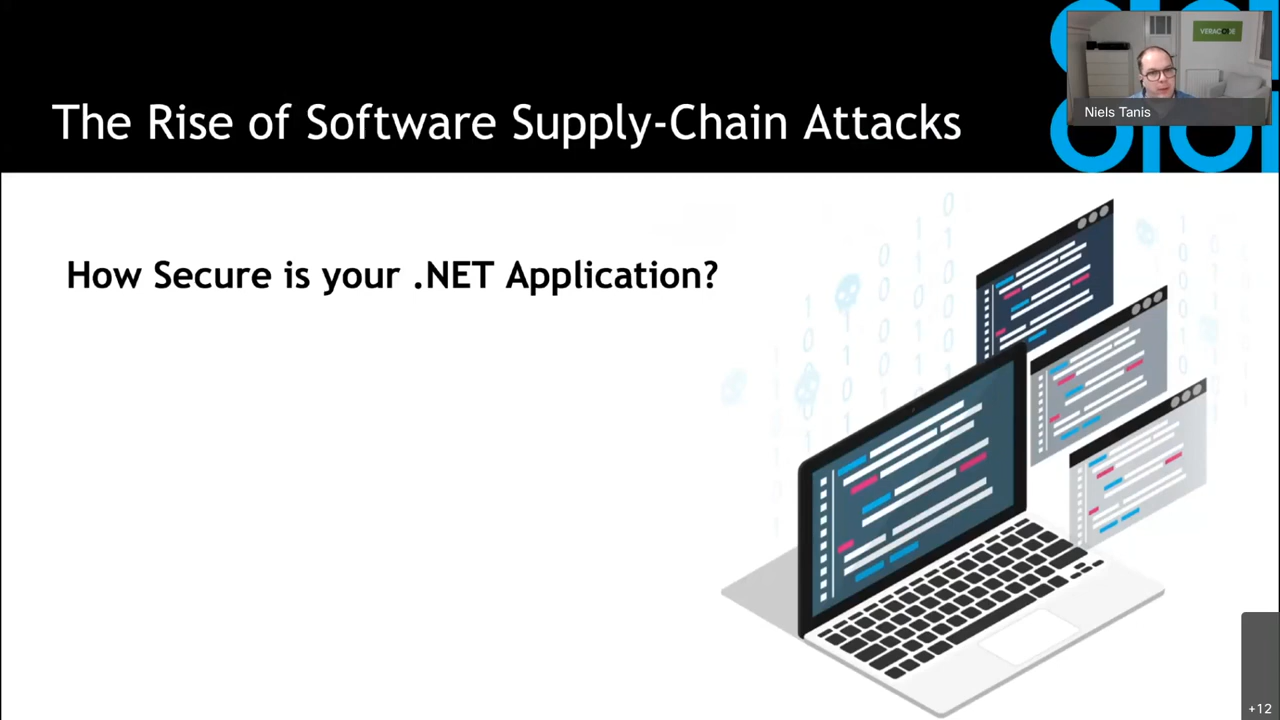 The Rise of Software Supply-Chain Attacks
VERACODE
Niels Tanis
How Secure is your .NET Application?
+12